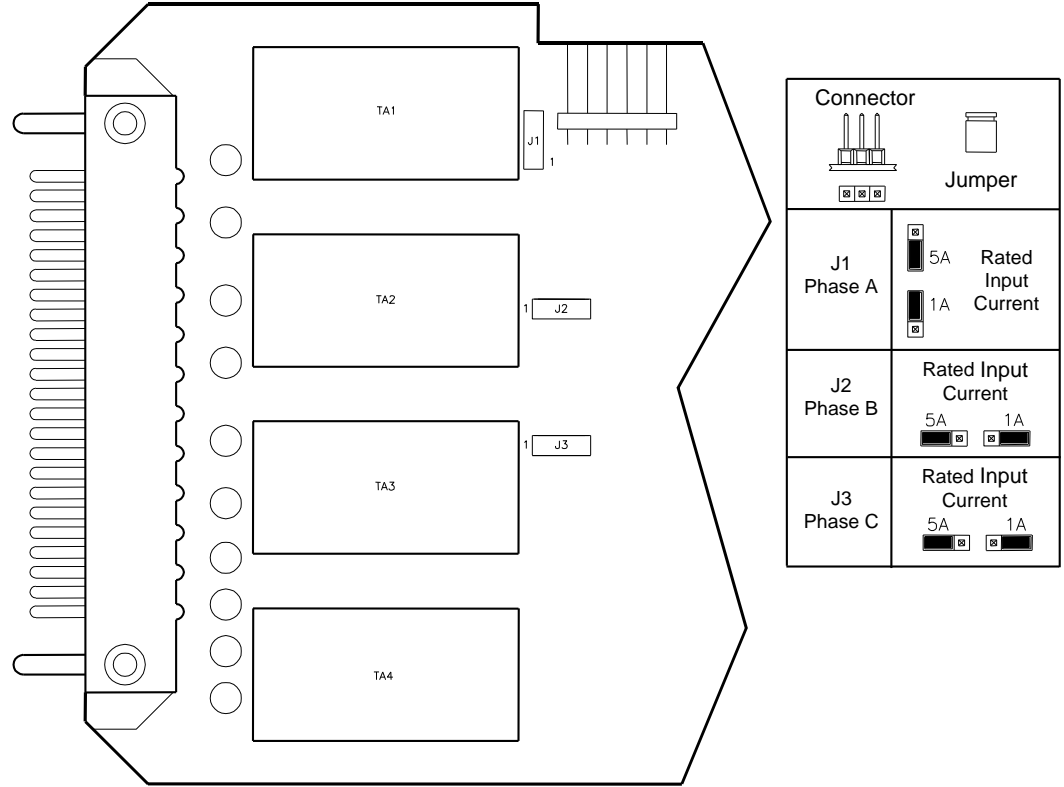 TA1
J1
1
TA2
1 J2
1 J3
TA3
TA4
Connector
Jumper
J1
Phase A
5A
1A
Rated
Input
Current
J2
Phase B
Rated Input
Current
5A 1A
J3
Phase C
Rated Input
Current
5A 1A